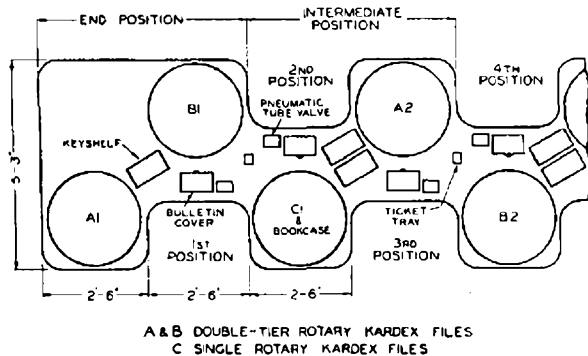 END POSITION
INTERMEDIATE
POSITION
2ND
POSITION
4TH
POSITION
B1
A2
PNEUMATIC
TUBE VALVE
KEYSHELF
5'-3"
A1
BULLETIN
COVER
C1
&
BOOKCASE
TICKET
TRAY
B2
1ST
POSITION
3RD
POSITION
2'-6"
2'-6"
2'-6"
A & B DOUBLE-TIER ROTARY KARDEX FILES
C SINGLE ROTARY KARDEX FILES